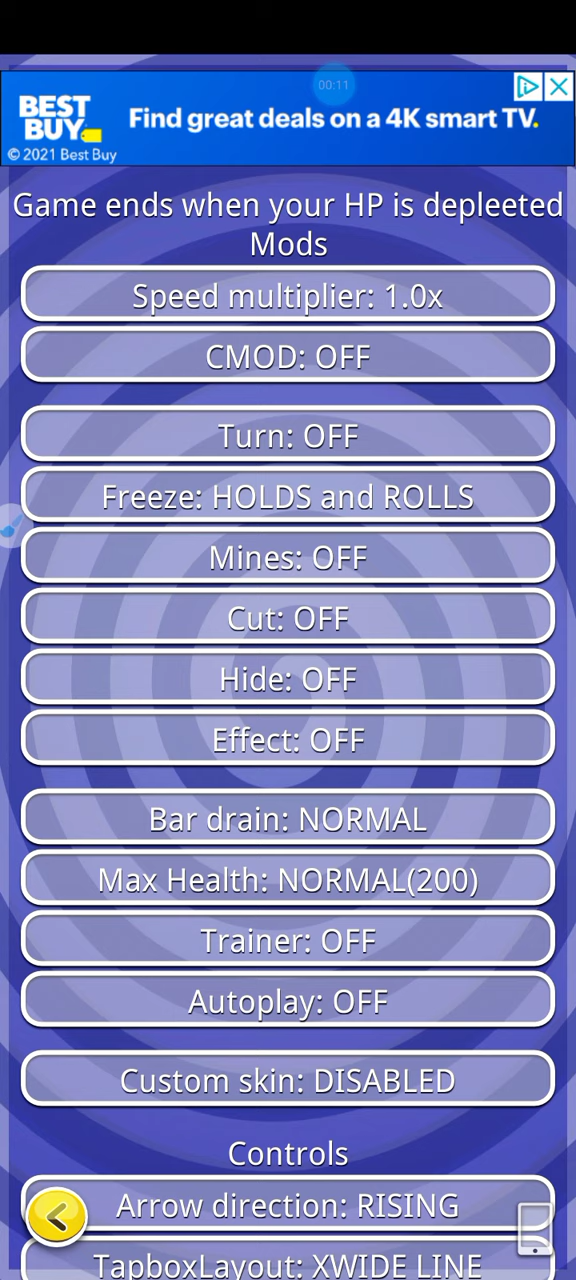 00:11
BEST
BUY
Find great deals on a 4K smart TV.
© 2021 Best Buy
Game ends when your HP is depleeted
Mods
Speed multiplier: 1.0x
CMOD: OFF
Turn: OFF
Freeze: HOLDS and ROLLS
Mines: OFF
Cut: OFF
Hide: OFF
Effect: OFF
Bar drain: NORMAL
Max Health: NORMAL(200)
Trainer: OFF
Autoplay: OFF
Custom skin: DISABLED
Controls
Arrow direction: RISING
TapboxLayout: XWIDE LINE